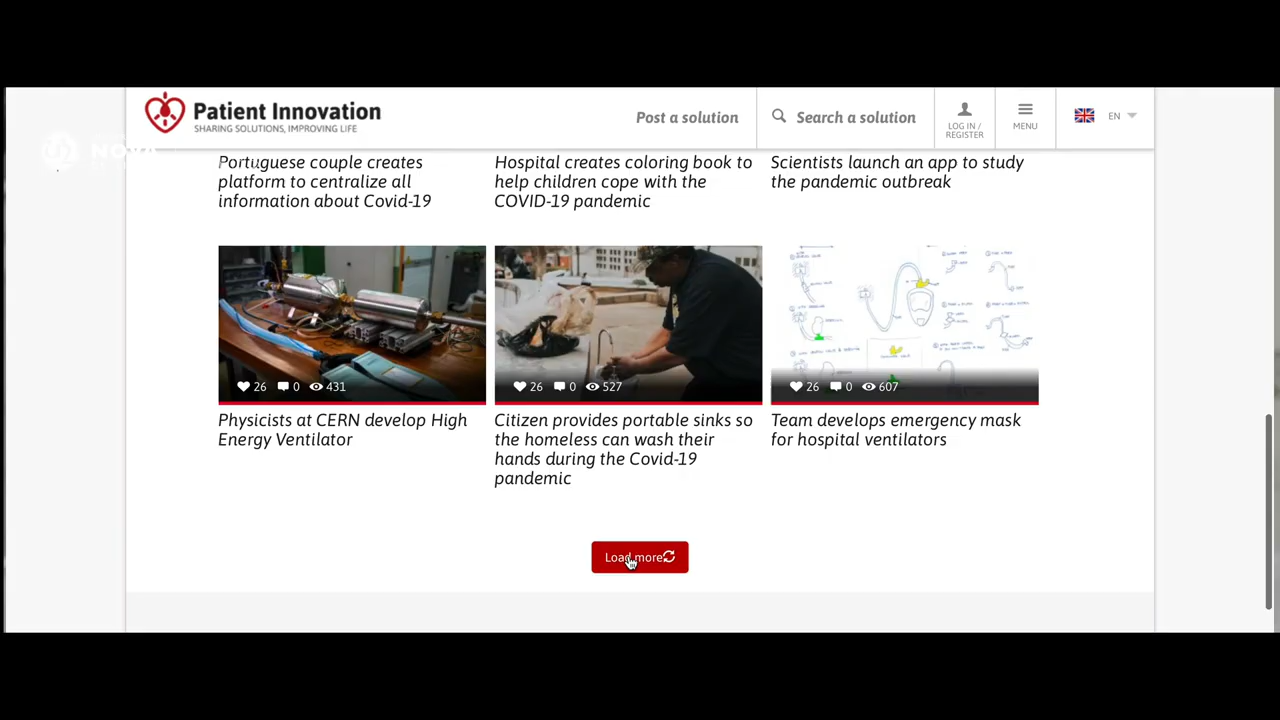 Patient Innovation
SHARING SOLUTIONS, IMPROVING LIFE
Post a solution
Search a solution
LOG IN /
REGISTER
MENU
EN
NOVA
Portuguese couple creates
platform to centralize all
information about Covid-19
Hospital creates coloring book to
help children cope with the
COVID-19 pandemic
Scientists launch an app to study
the pandemic outbreak
26 0 431
26 0 527
26 0 607
Physicists at CERN develop High
Energy Ventilator
Citizen provides portable sinks so
the homeless can wash their
hands during the Covid-19
pandemic
Team develops emergency mask
for hospital ventilators
Load more